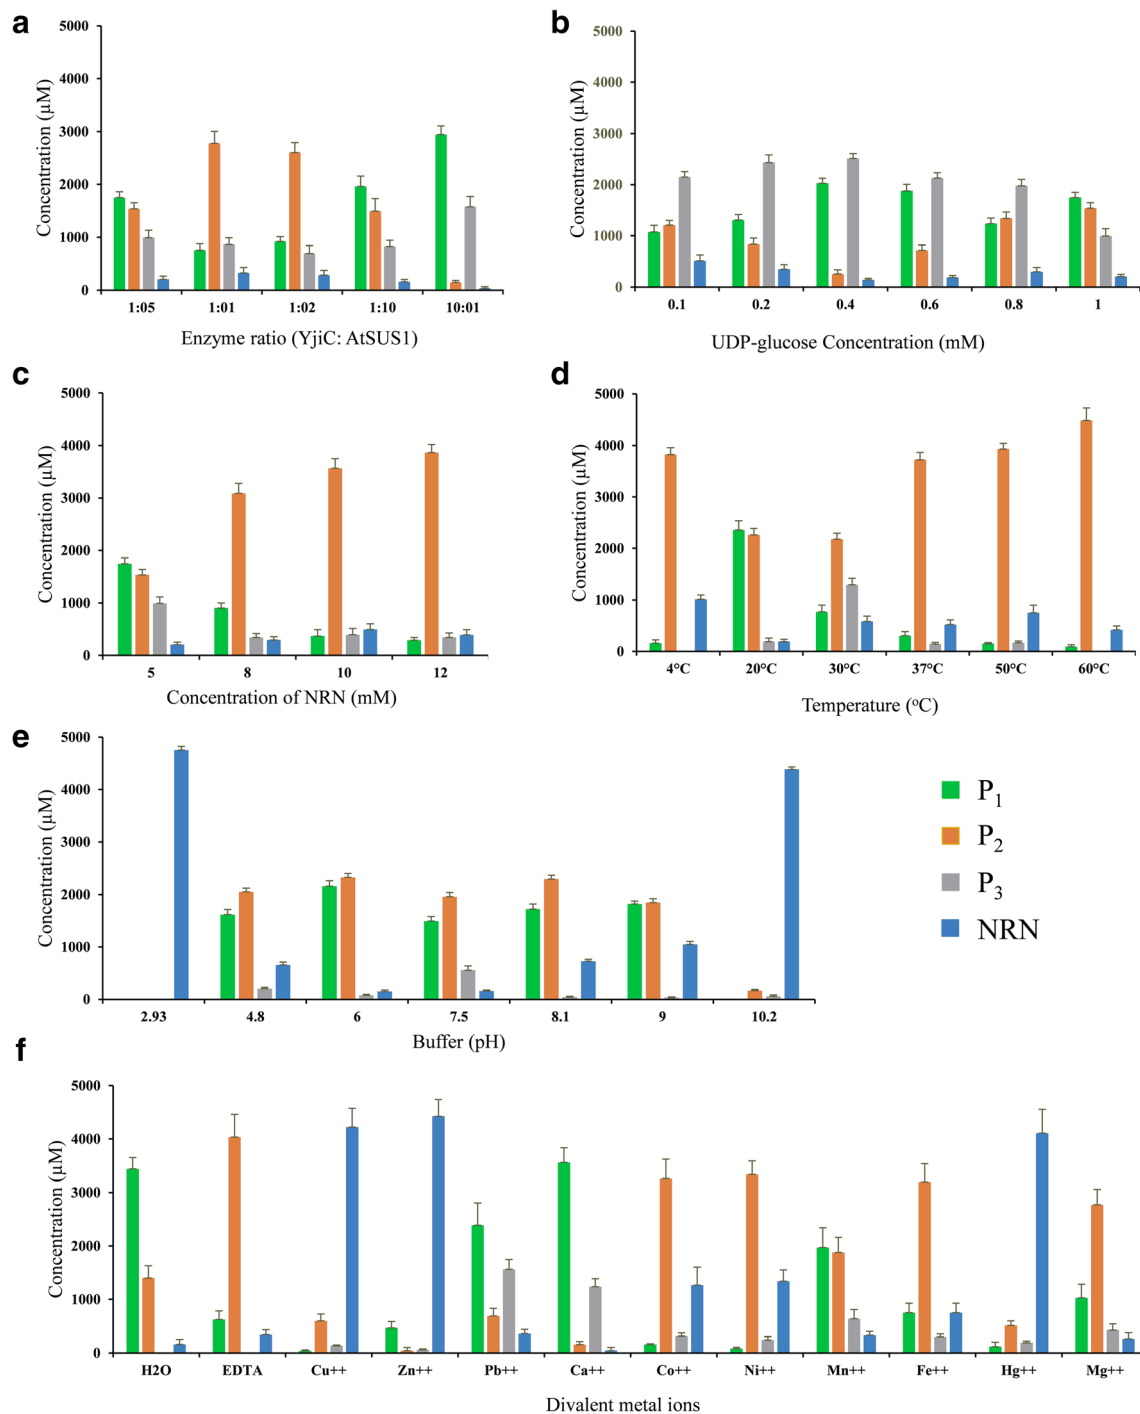 a
5000
4000
3000
2000
1000
0
Concentration (µM)
1:05 1:01 1:02 1:10 10:01
Enzyme ratio (YjiC: AtSUS1)
b
5000
4000
3000
2000
1000
0
Concentration (µM)
0.1 0.2 0.4 0.6 0.8 1
UDP-glucose Concentration (mM)
c
5000
4000
3000
2000
1000
0
Concentration (µM)
5 8 10 12
Concentration of NRN (mM)
d
5000
4000
3000
2000
1000
0
Concentration (µM)
4°C 20°C 30°C 37°C 50°C 60°C
Temperature (°C)
e
5000
4000
3000
2000
1000
0
Concentration (µM)
2.93 4.8 6 7.5 8.1 9 10.2
Buffer (pH)
P1
P2
P3
NRN
f
5000
4000
3000
2000
1000
0
Concentration (µM)
H2O EDTA Cu++ Zn++ Pb++ Ca++ Co++ Ni++ Mn++ Fe++ Hg++ Mg++
Divalent metal ions